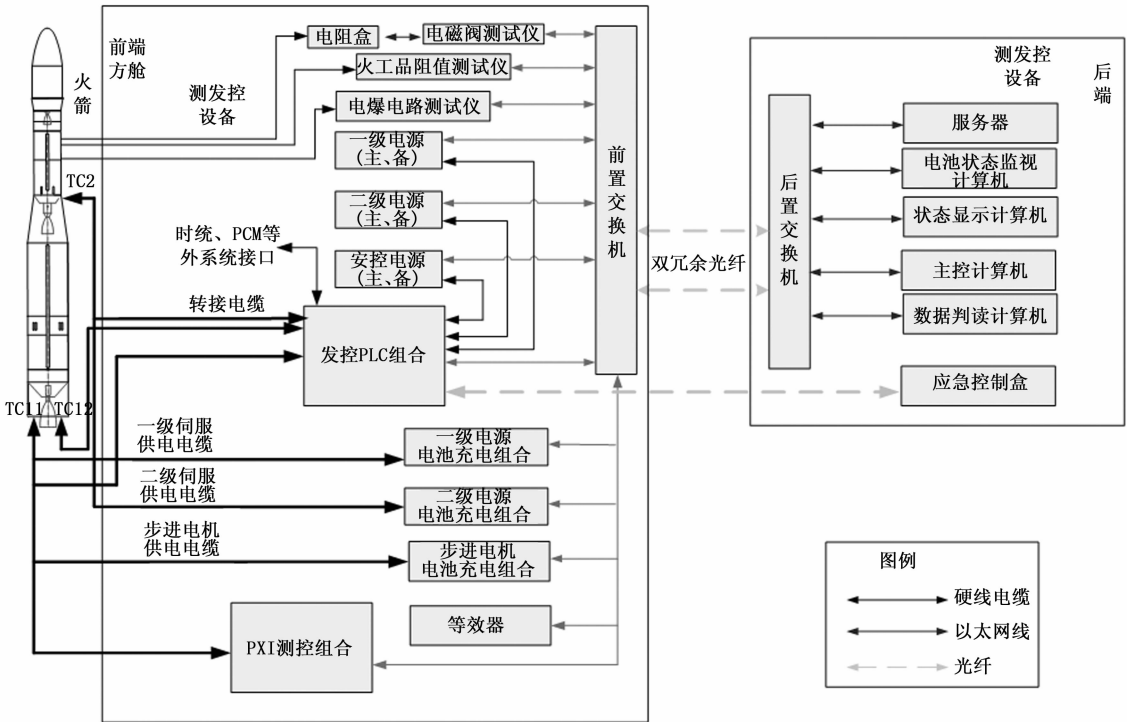 火箭
TC2
TC11
TC12
前端
方舱
测发控
设备
电阻盒
电磁阀测试仪
火工品阻值测试仪
电爆电路测试仪
一级电源
(主、备)
二级电源
(主、备)
安控电源
(主、备)
时统、PCM等
外系统接口
转接电缆
发控PLC组合
前置交换机
一级伺服
供电电缆
二级伺服
供电电缆
步进电机
供电电缆
一级电源
电池充电组合
二级电源
电池充电组合
步进电机
电池充电组合
等效器
PXI测控组合
双冗余光纤
测发控
设备
后端
后置交换机
服务器
电池状态监视
计算机
状态显示计算机
主控计算机
数据判读计算机
应急控制盒
图例
硬线电缆
以太网线
光纤